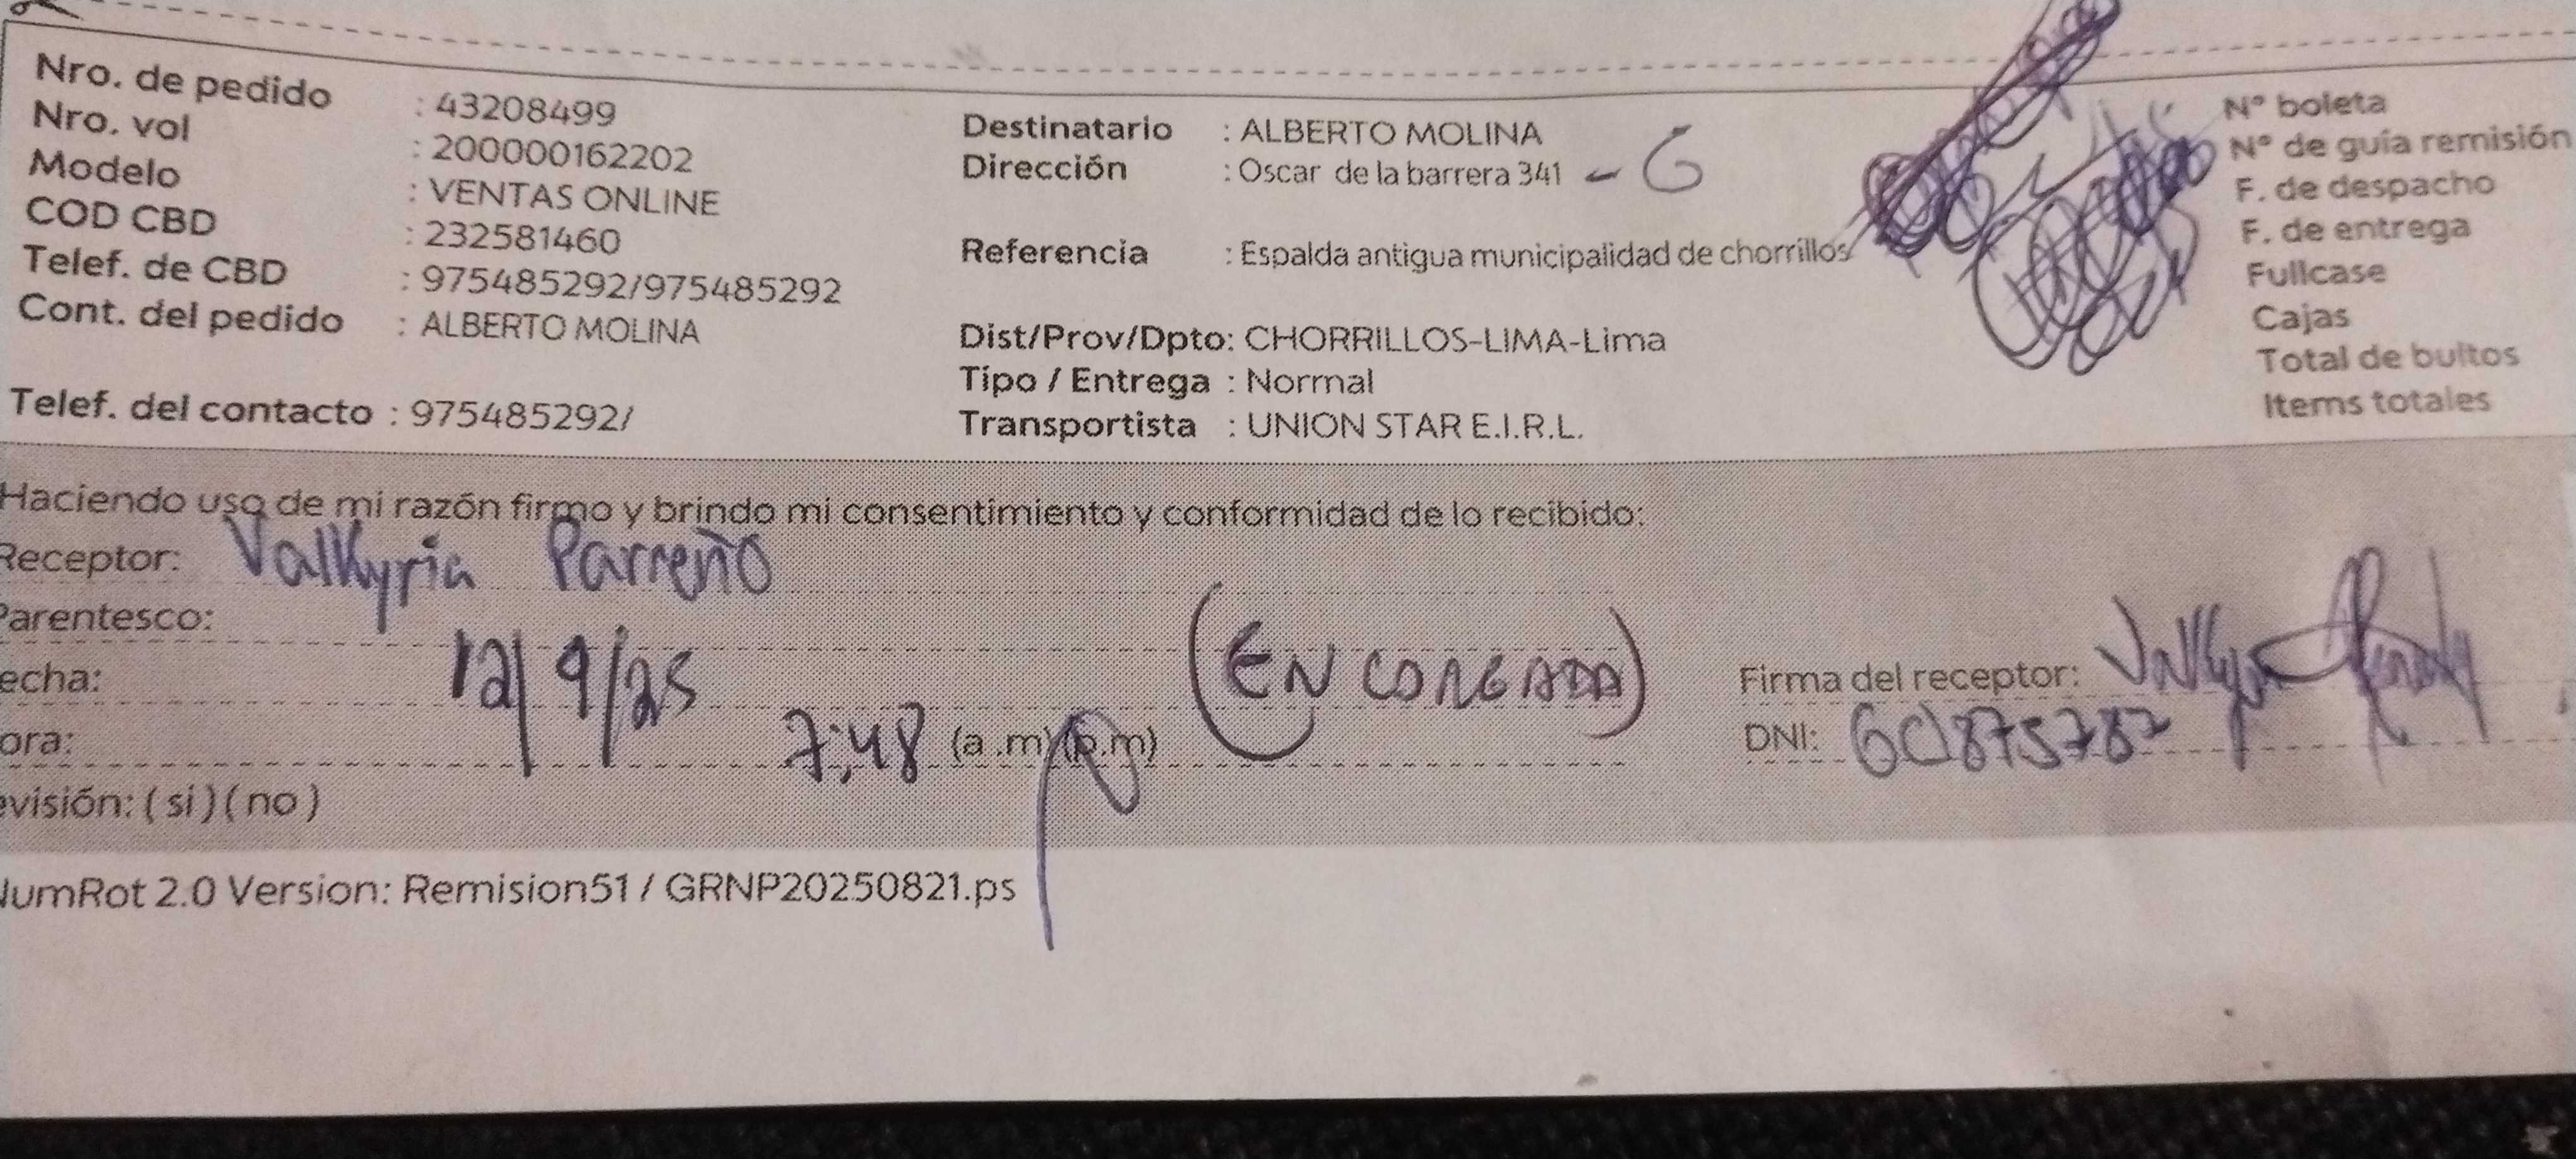 Nro. de pedido : 43208499
Nro. vol : 200000162202
Modelo : VENTAS ONLINE
COD CBD : 232581460
Telef. de CBD : 975485292/975485292
Cont. del pedido : ALBERTO MOLINA
Telef. del contacto : 975485292/
Destinatario : ALBERTO MOLINA
Dirección : Oscar de la barrera 341 - G
Referencia : Espalda antigua municipalidad de chorrillos
Dist/Prov/Dpto: CHORRILLOS-LIMA-Lima
Tipo / Entrega : Normal
Transportista : UNION STAR E.I.R.L.
N° boleta
N° de guía remisión
F. de despacho
F. de entrega
Fullcase
Cajas
Total de bultos
Items totales
Haciendo uso de mi razón firmo y brindo mi consentimiento y conformidad de lo recibido:
Receptor: Valkyria Parreño
Parentesco:
echa: 12/9/25
(ENCORGADA)
Firma del receptor:
ora: 7:48 (a .m) (p.m)
DNI: 60875787
evisión: ( si ) ( no )
NumRot 2.0 Version: Remision51 / GRNP20250821.ps